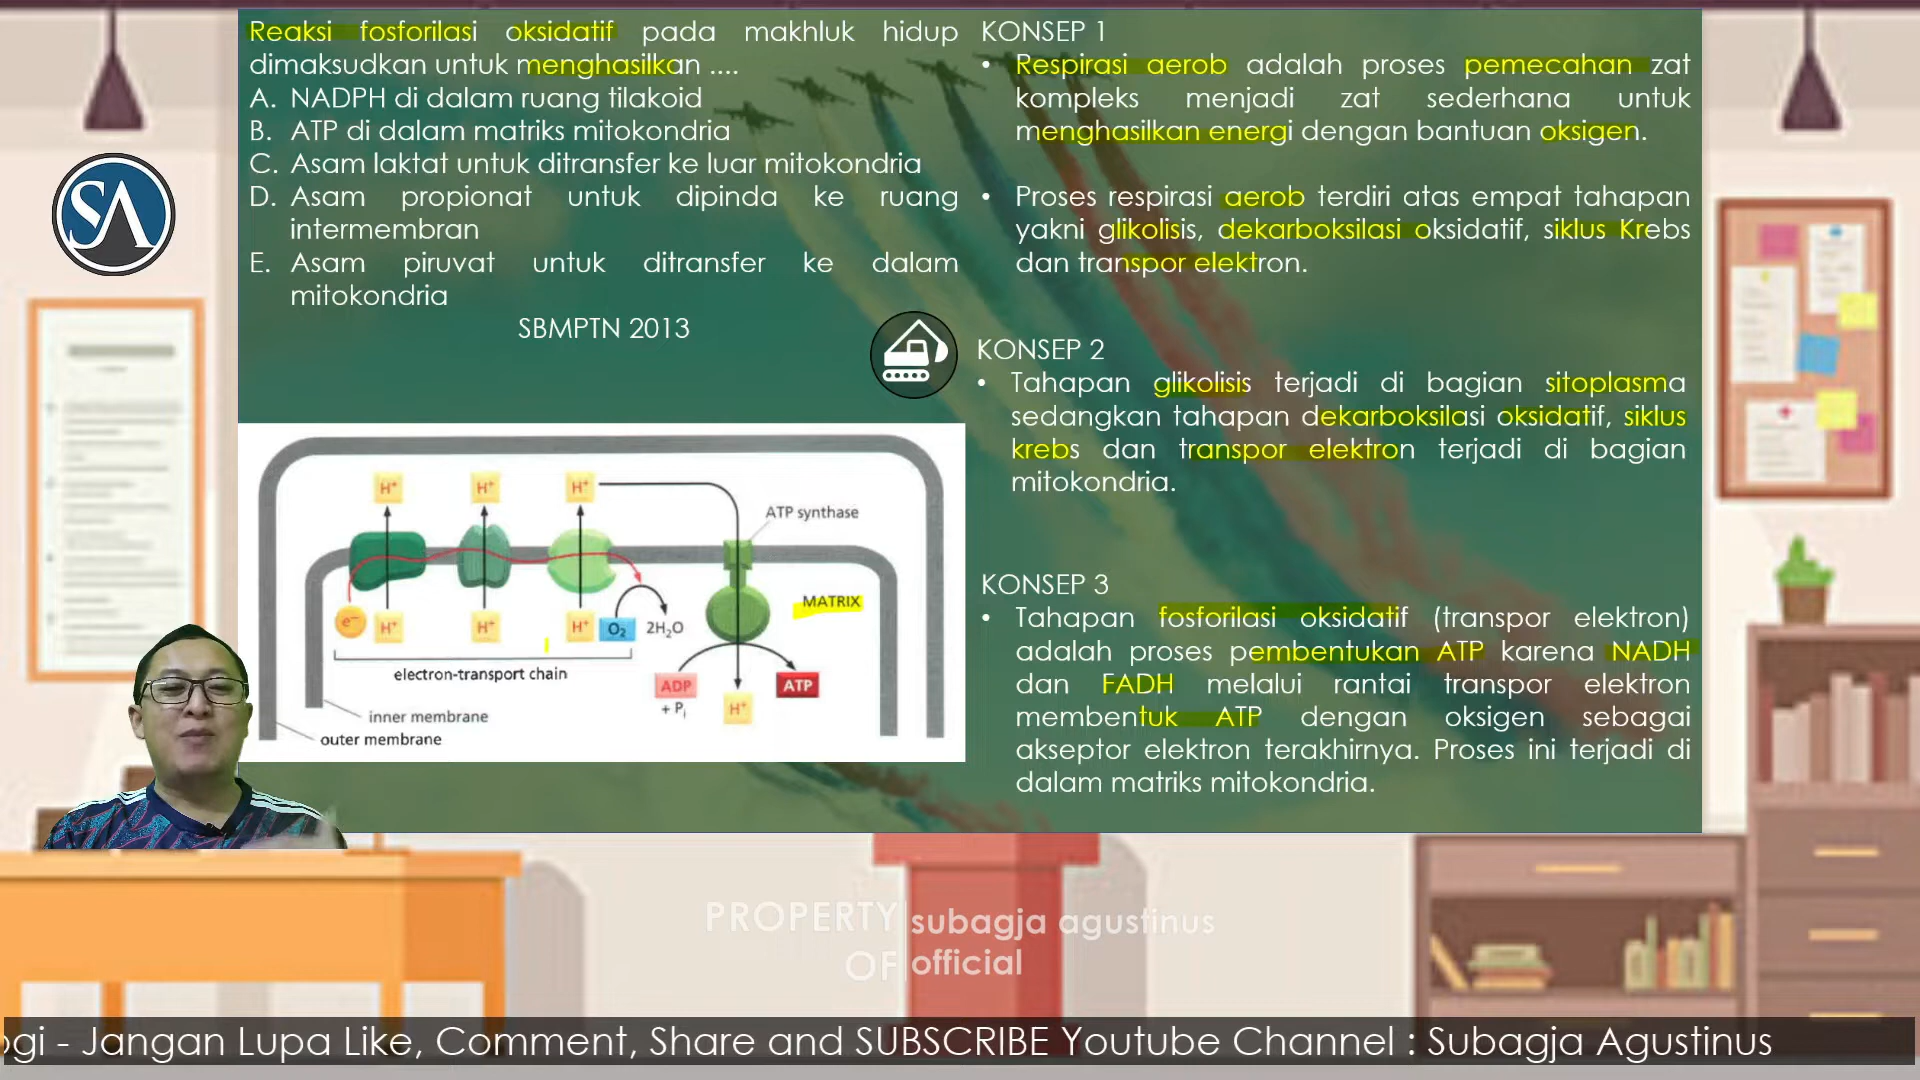 Reaksi fosforilasi oksidatif pada makhluk hidup
dimaksudkan untuk menghasilkan ....
A. NADPH di dalam ruang tilakoid
B. ATP di dalam matriks mitokondria
C. Asam laktat untuk ditransfer ke luar mitokondria
D. Asam propionat untuk dipinda ke ruang
intermembran
E. Asam piruvat untuk ditransfer ke dalam
mitokondria
SBMPTN 2013
KONSEP 1
• Respirasi aerob adalah proses pemecahan zat
kompleks menjadi zat sederhana untuk
menghasilkan energi dengan bantuan oksigen.
• Proses respirasi aerob terdiri atas empat tahapan
yakni glikolisis, dekarboksilasi oksidatif, siklus Krebs
dan transpor elektron.
KONSEP 2
• Tahapan glikolisis terjadi di bagian sitoplasma
sedangkan tahapan dekarboksilasi oksidatif, siklus
krebs dan transpor elektron terjadi di bagian
mitokondria.
KONSEP 3
• Tahapan fosforilasi oksidatif (transpor elektron)
adalah proses pembentukan ATP karena NADH
dan FADH melalui rantai transpor elektron
membentuk ATP dengan oksigen sebagai
akseptor elektron terakhirnya. Proses ini terjadi di
dalam matriks mitokondria.
SA
H+ H+ H+
ATP synthase
MATRIX
e- H+ H+ H+ O2 2H2O
electron-transport chain
ADP
+ Pi
H+
ATP
inner membrane
outer membrane
PROPERTY OF
subagja agustinus
official
ogi - Jangan Lupa Like, Comment, Share and SUBSCRIBE Youtube Channel : Subagja Agustinus